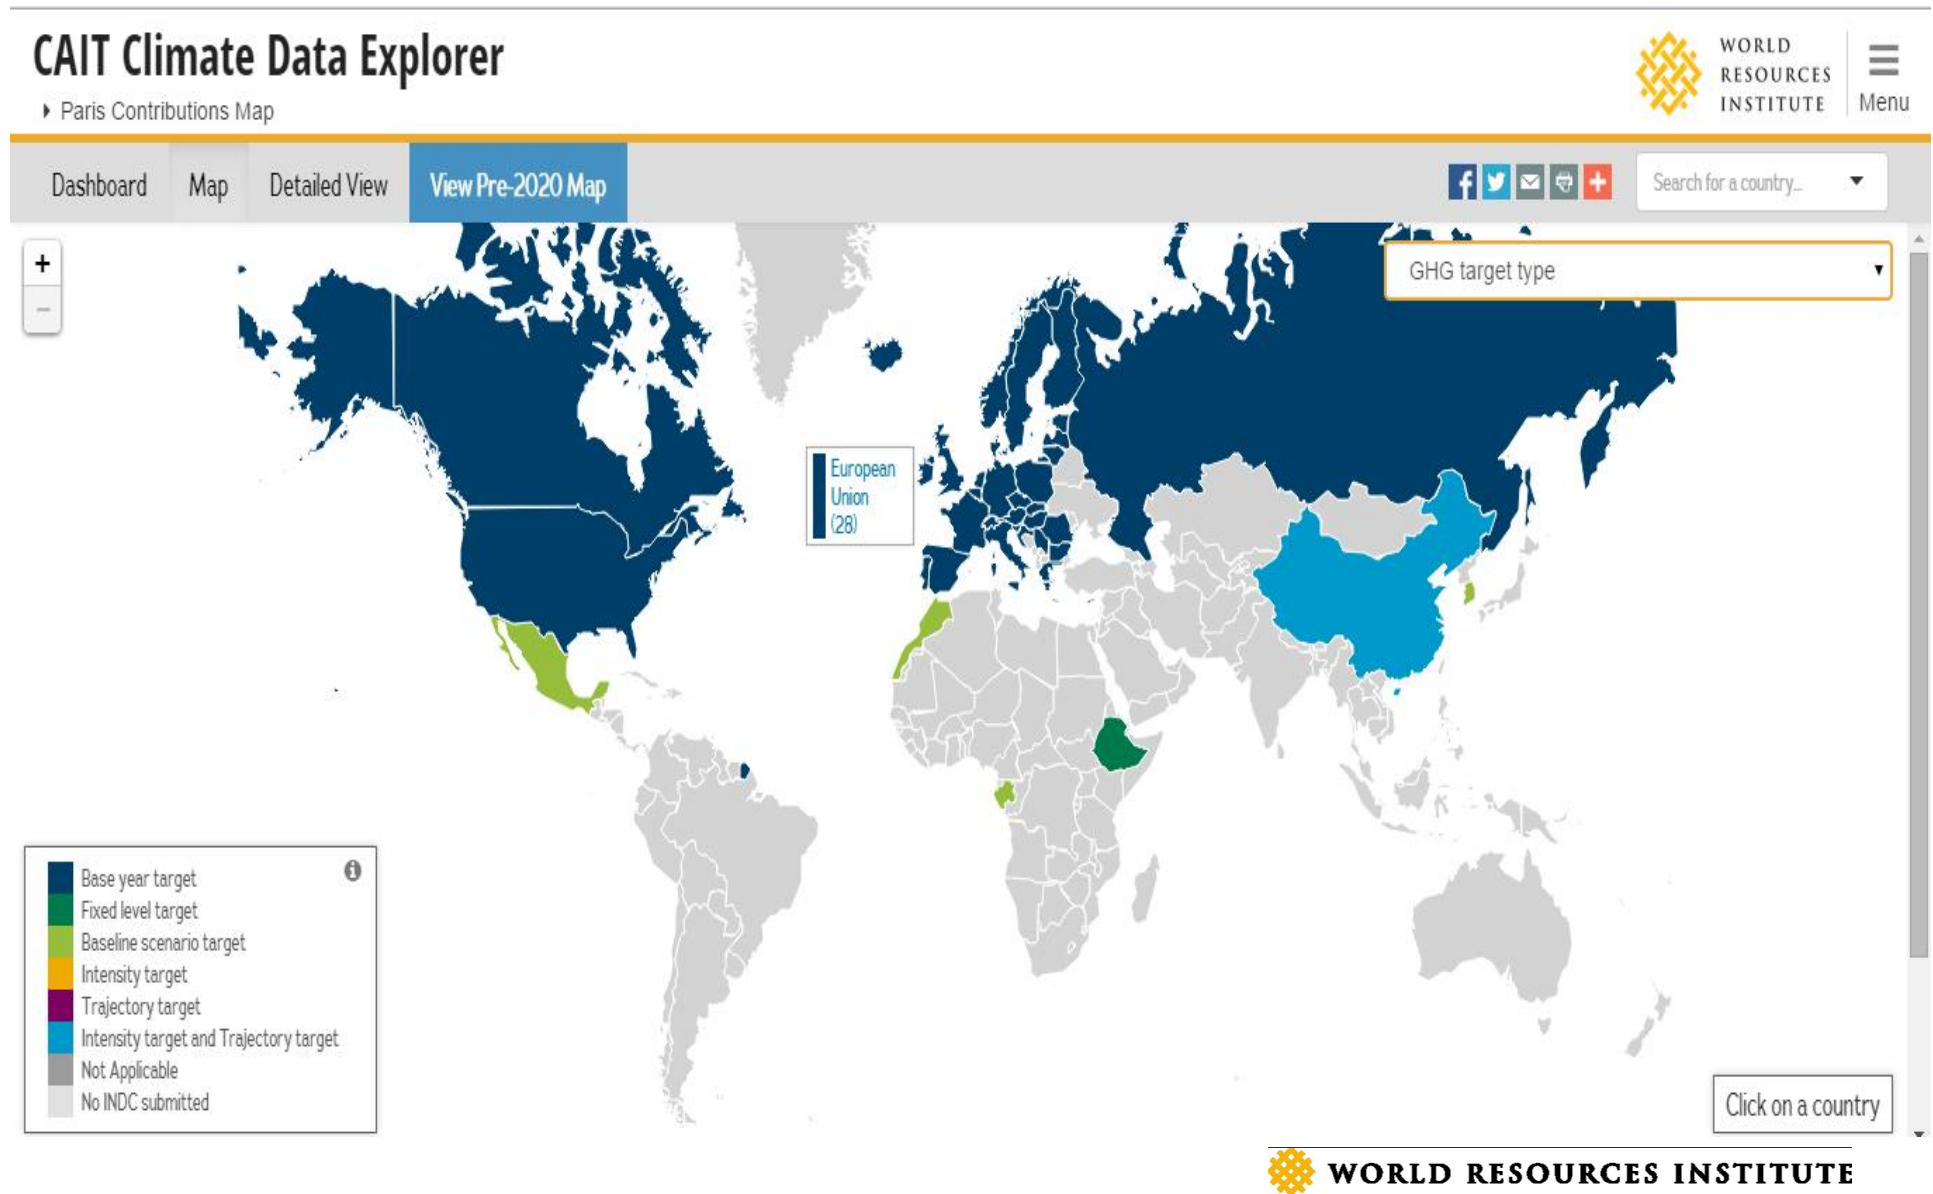 CAIT Climate Data Explorer
Paris Contributions Map
WORLD
RESOURCES
INSTITUTE
Menu
Dashboard Map Detailed View View Pre-2020 Map
Search for a country...
+
−
GHG target type
European
Union
(28)
Base year target
Fixed level target
Baseline scenario target
Intensity target
Trajectory target
Intensity target and Trajectory target
Not Applicable
No INDC submitted
Click on a country
WORLD RESOURCES INSTITUTE